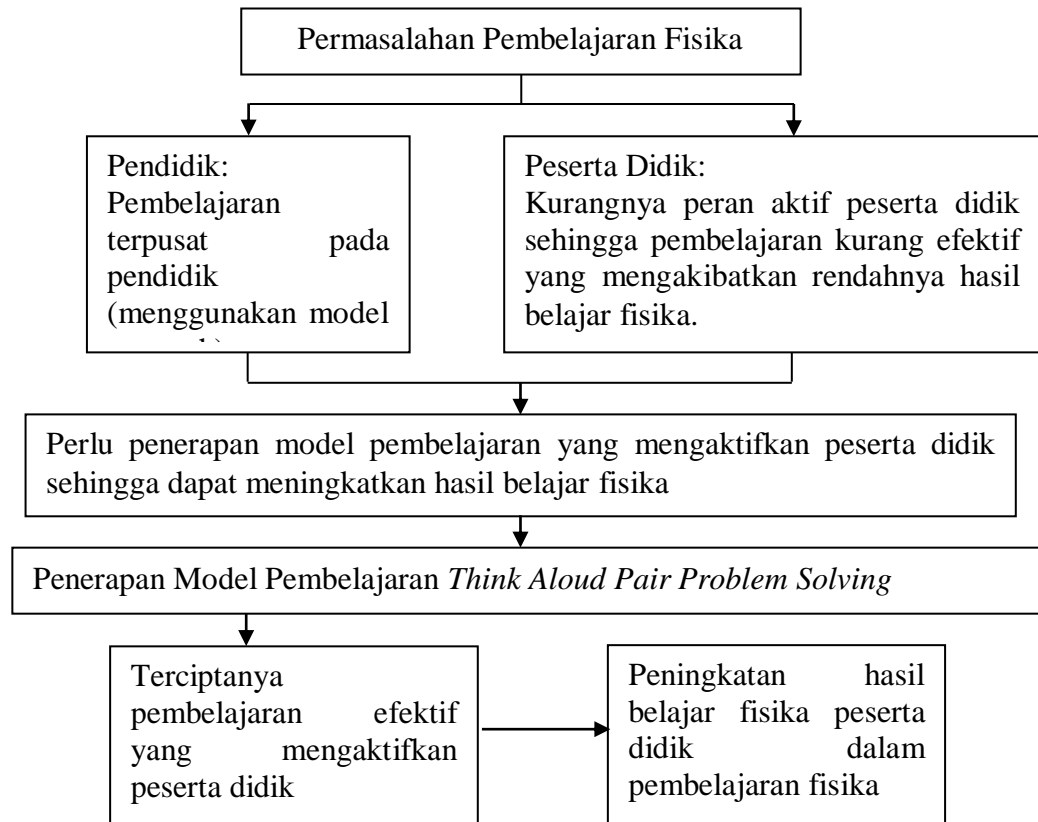 Permasalahan Pembelajaran Fisika
Pendidik:
Pembelajaran
terpusat pada
pendidik
(menggunakan model
Peserta Didik:
Kurangnya peran aktif peserta didik
sehingga pembelajaran kurang efektif
yang mengakibatkan rendahnya hasil
belajar fisika.
Perlu penerapan model pembelajaran yang mengaktifkan peserta didik
sehingga dapat meningkatkan hasil belajar fisika
Penerapan Model Pembelajaran Think Aloud Pair Problem Solving
Terciptanya
pembelajaran efektif
yang mengaktifkan
peserta didik
Peningkatan hasil
belajar fisika peserta
didik dalam
pembelajaran fisika